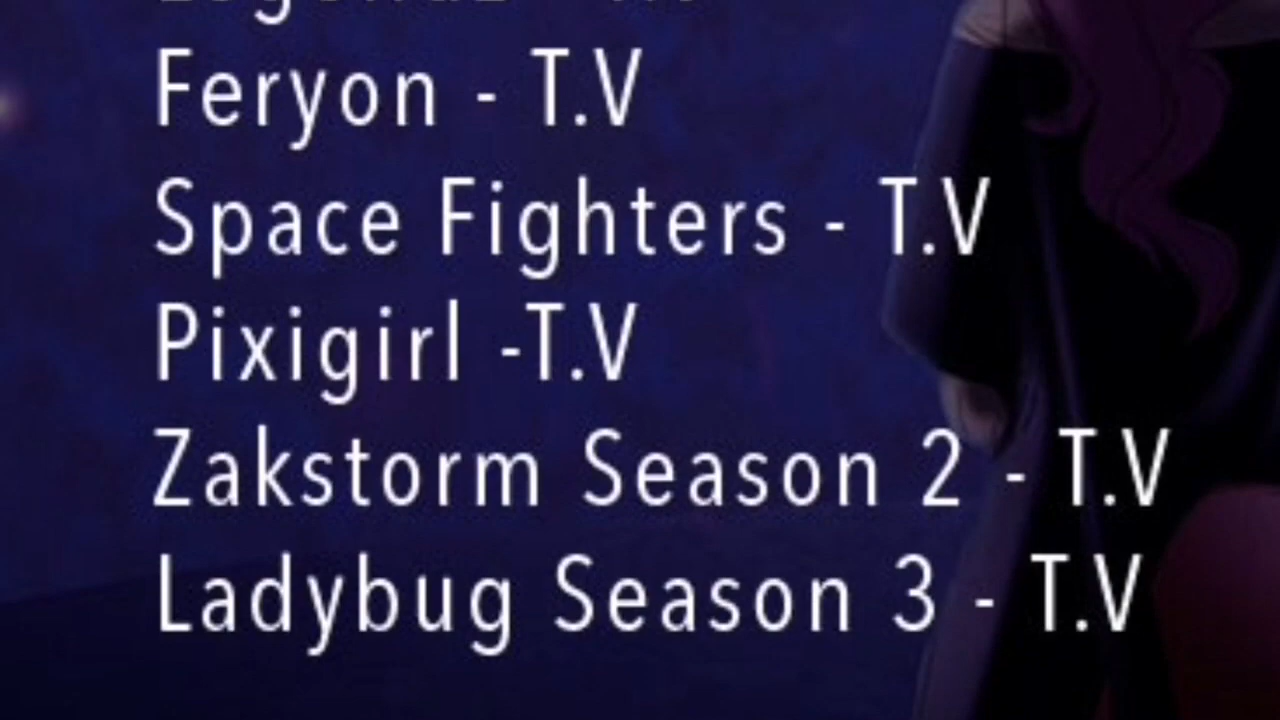 Feryon - T.V
Space Fighters - T.V
Pixigirl -T.V
Zakstorm Season 2 - T.V
Ladybug Season 3 - T.V